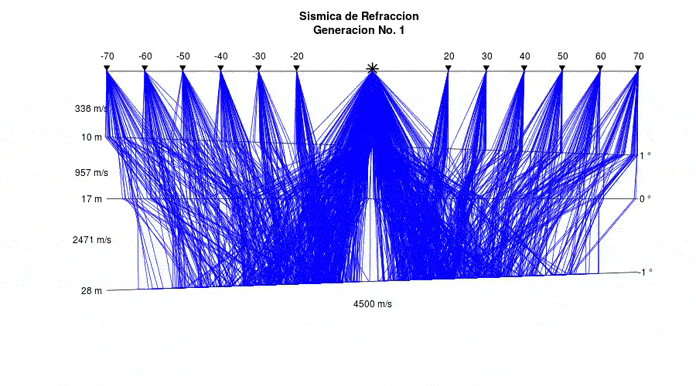 Sismica de Refraccion
Generacion No. 1
-70 -60 -50 -40 -30 -20 20 30 40 50 60 70
338 m/s
10 m
1 °
957 m/s
17 m
0 °
2471 m/s
-1 °
28 m
4500 m/s